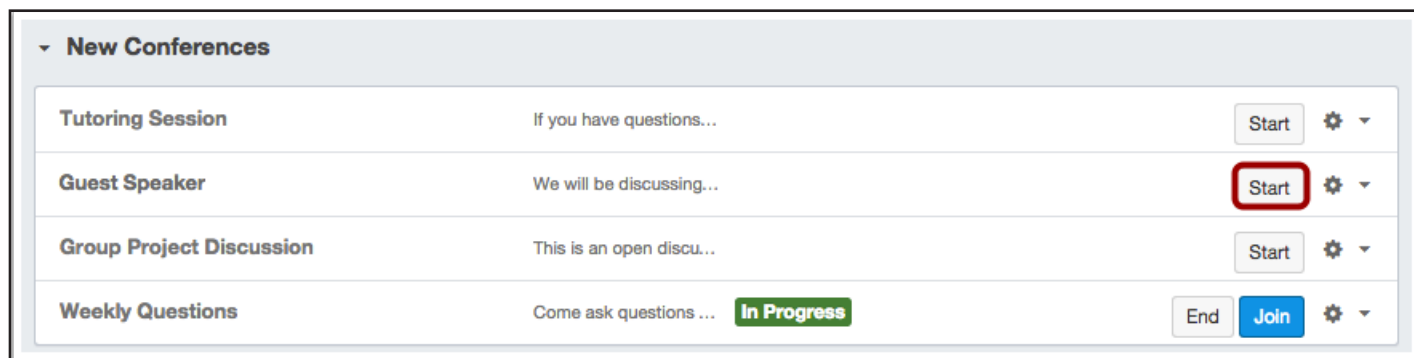 New Conferences
Tutoring Session If you have questions... Start
Guest Speaker We will be discussing... Start
Group Project Discussion This is an open discu... Start
Weekly Questions Come ask questions ... In Progress End Join